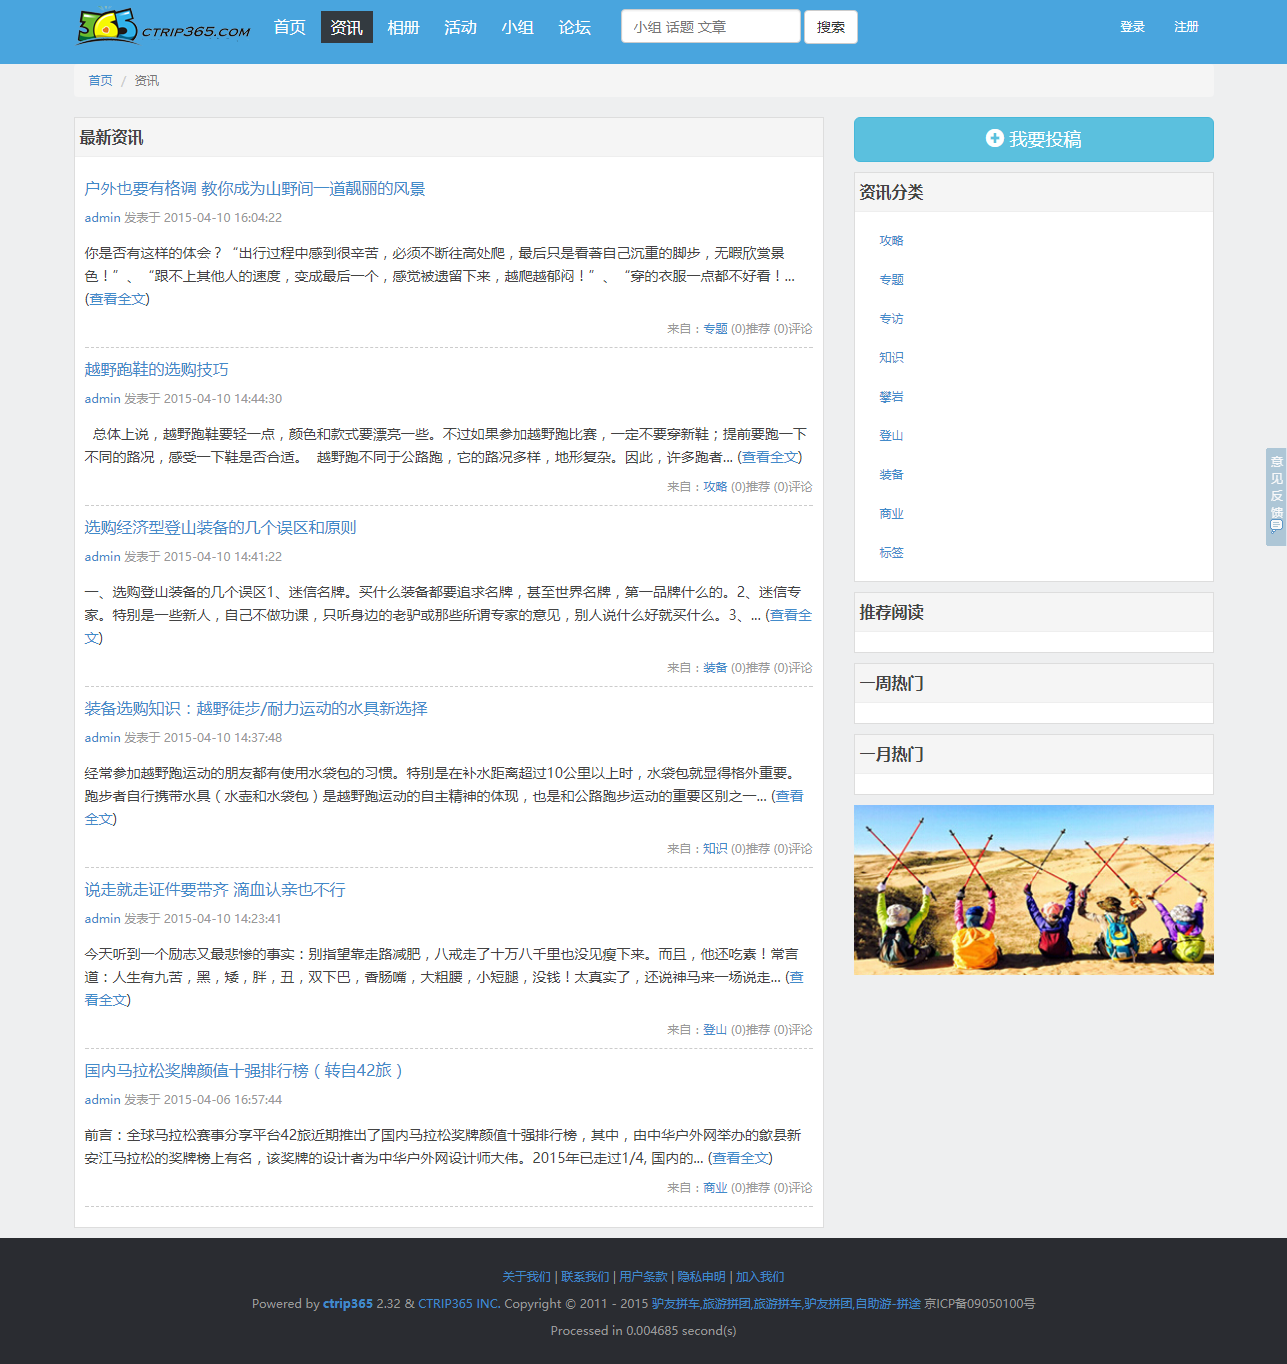 365 CTRIP365.COM 首页 资讯 相册 活动 小组 论坛 小组 话题 文章 搜索 登录 注册
首页 / 资讯
最新资讯
户外也要有格调 教你成为山野间一道靓丽的风景
admin 发表于 2015-04-10 16:04:22
你是否有这样的体会？“出行过程中感到很辛苦，必须不断往高处爬，最后只是看著自己沉重的脚步，无暇欣赏景
色！”、“跟不上其他人的速度，变成最后一个，感觉被遗留下来，越爬越郁闷！”、“穿的衣服一点都不好看！...
(查看全文)
来自：专题 (0)推荐 (0)评论
越野跑鞋的选购技巧
admin 发表于 2015-04-10 14:44:30
总体上说，越野跑鞋要轻一点，颜色和款式要漂亮一些。不过如果参加越野跑比赛，一定不要穿新鞋；提前要跑一下
不同的路况，感受一下鞋是否合适。 越野跑不同于公路跑，它的路况多样，地形复杂。因此，许多跑者... (查看全文)
来自：攻略 (0)推荐 (0)评论
选购经济型登山装备的几个误区和原则
admin 发表于 2015-04-10 14:41:22
一、选购登山装备的几个误区1、迷信名牌。买什么装备都要追求名牌，甚至世界名牌，第一品牌什么的。2、迷信专
家。特别是一些新人，自己不做功课，只听身边的老驴或那些所谓专家的意见，别人说什么好就买什么。3、... (查看全
文)
来自：装备 (0)推荐 (0)评论
装备选购知识：越野徒步/耐力运动的水具新选择
admin 发表于 2015-04-10 14:37:48
经常参加越野跑运动的朋友都有使用水袋包的习惯。特别是在补水距离超过10公里以上时，水袋包就显得格外重要。
跑步者自行携带水具（水壶和水袋包）是越野跑运动的自主精神的体现，也是和公路跑步运动的重要区别之一... (查看
全文)
来自：知识 (0)推荐 (0)评论
说走就走证件要带齐 滴血认亲也不行
admin 发表于 2015-04-10 14:23:41
今天听到一个励志又最悲惨的事实：别指望靠走路减肥，八戒走了十万八千里也没见瘦下来。而且，他还吃素！常言
道：人生有九苦，黑，矮，胖，丑，双下巴，香肠嘴，大粗腰，小短腿，没钱！太真实了，还说神马来一场说走... (查
看全文)
来自：登山 (0)推荐 (0)评论
国内马拉松奖牌颜值十强排行榜（转自42旅）
admin 发表于 2015-04-06 16:57:44
前言：全球马拉松赛事分享平台42旅近期推出了国内马拉松奖牌颜值十强排行榜，其中，由中华户外网举办的歙县新
安江马拉松的奖牌榜上有名，该奖牌的设计者为中华户外网设计师大伟。2015年已走过1/4, 国内的... (查看全文)
来自：商业 (0)推荐 (0)评论
我要投稿
资讯分类
攻略
专题
专访
知识
攀岩
登山
装备
商业
标签
推荐阅读
一周热门
一月热门
意见反馈
关于我们 | 联系我们 | 用户条款 | 隐私申明 | 加入我们
Powered by ctrip365 2.32 & CTRIP365 INC. Copyright © 2011 - 2015 驴友拼车,旅游拼团,旅游拼车,驴友拼团,自助游-拼途 京ICP备09050100号
Processed in 0.004685 second(s)